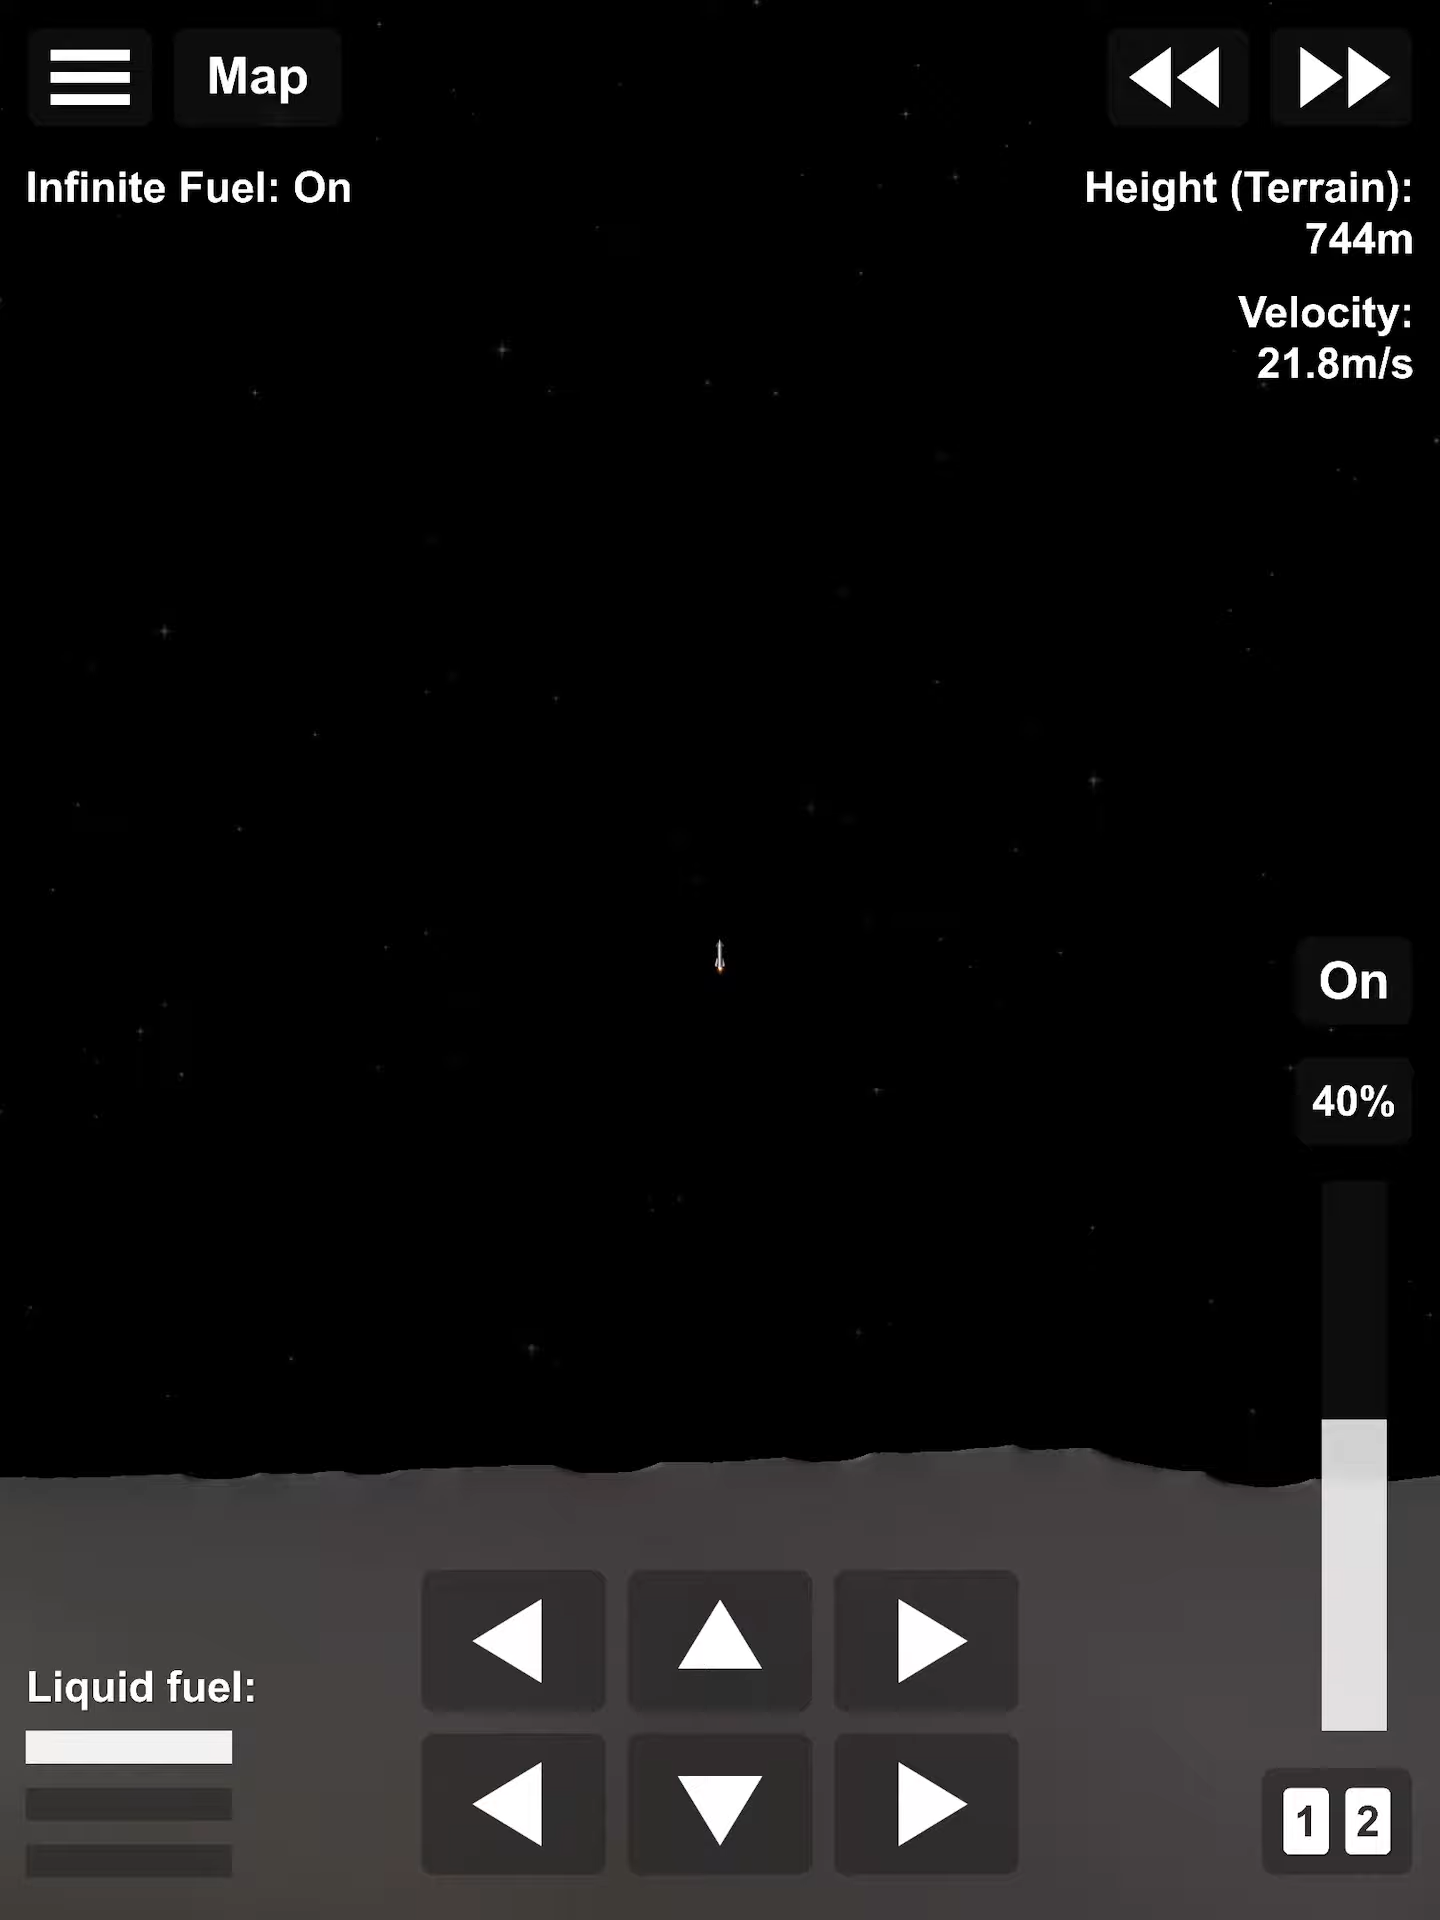 Map
Infinite Fuel: On
Height (Terrain):
744m
Velocity:
21.8m/s
On
40%
Liquid fuel:
1 2